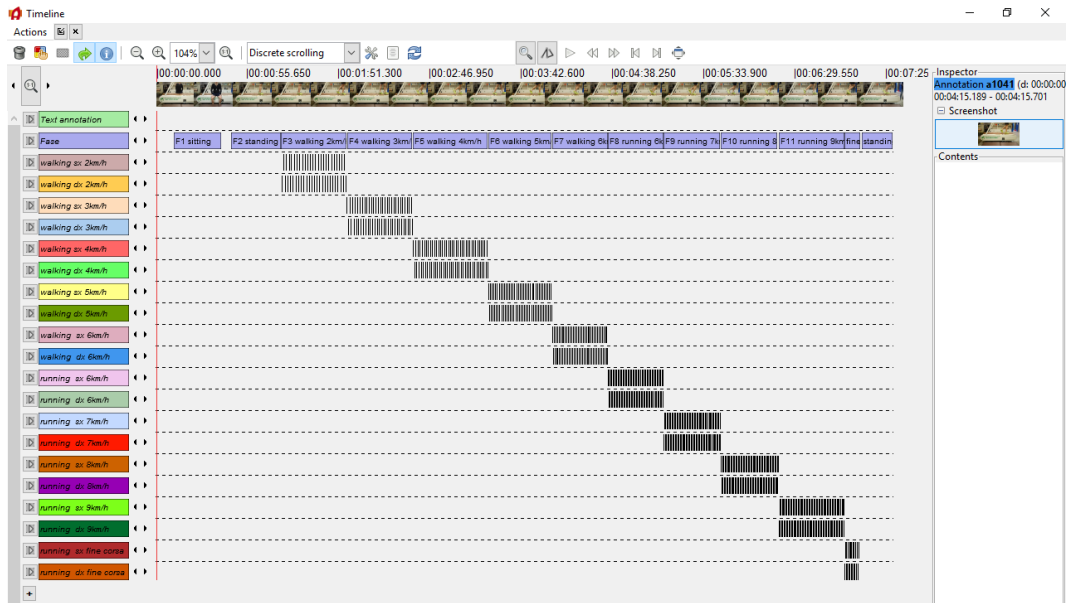 Timeline
Actions
104% Discrete scrolling
00:00:00.000 00:00:55.650 00:01:51.300 00:02:46.950 00:03:42.600 00:04:38.250 00:05:33.900 00:06:29.550 00:07:25
Inspector
Annotation a1041 (d: 00:00:00
00:04:15.189 - 00:04:15.701
Screenshot
Contents
Text annotation
Fase
F1 sitting F2 standing F3 walking 2km/ F4 walking 3km/ F5 walking 4km/h F6 walking 5km F7 walking 6k F8 running 6k F9 running 7k F10 running 8 F11 running 9km fine standin
walking sx 2km/h
walking dx 2km/h
walking sx 3km/h
walking dx 3km/h
walking sx 4km/h
walking dx 4km/h
walking sx 5km/h
walking dx 5km/h
walking sx 6km/h
walking dx 6km/h
running sx 6km/h
running dx 6km/h
running sx 7km/h
running dx 7km/h
running sx 8km/h
running dx 8km/h
running sx 9km/h
running dx 9km/h
running sx fine corsa
running dx fine corsa